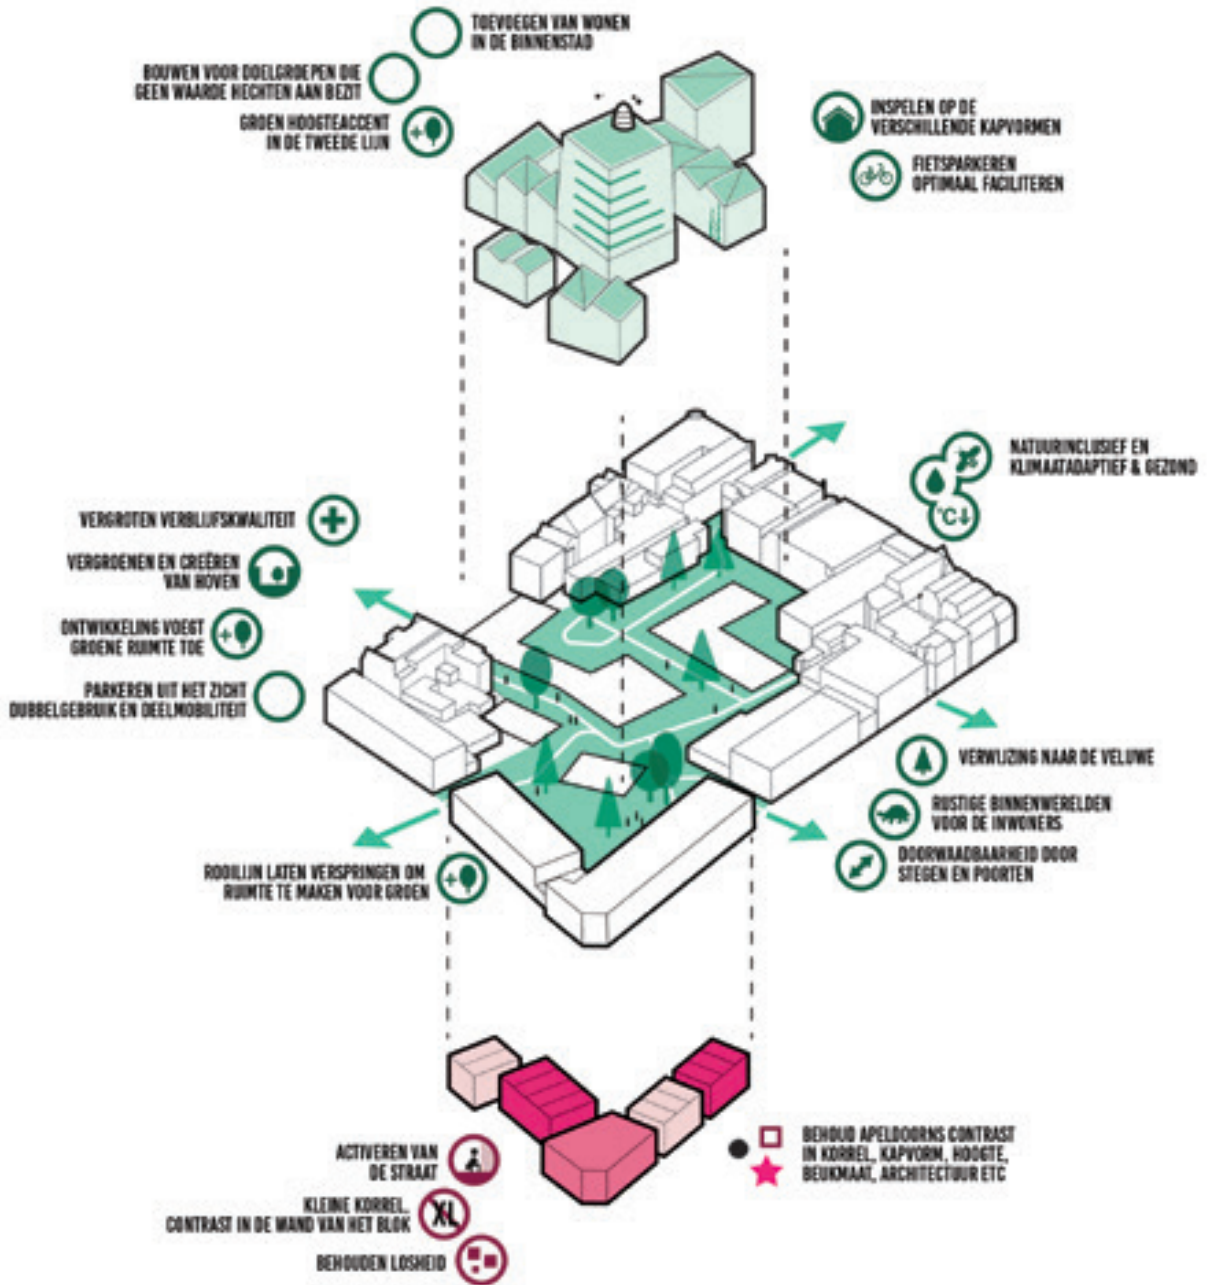 TOEVOEGEN VAN WONEN
IN DE BINNENSTAD
BOUWEN VOOR DOELGROEPEN DIE
GEEN WAARDE HECHTEN AAN BEZIT
GROEN HOOGTEACCENT
IN DE TWEEDE LIJN
INSPELEN OP DE
VERSCHILLENDE KAPVORMEN
FIETSPARKEREN
OPTIMAAL FACILITEREN
NATUURINCLUSIEF EN
KLIMAATADAPTIEF & GEZOND
°C↓
VERGROTEN VERBLIJFSKWALITEIT
VERGROENEN EN CREËREN
VAN HOVEN
ONTWIKKELING VOEGT
GROENE RUIMTE TOE
PARKEREN UIT HET ZICHT
DUBBELGEBRUIK EN DEELMOBILITEIT
VERWIJZING NAAR DE VELUWE
RUSTIGE BINNENWERELDEN
VOOR DE INWONERS
DOORWAADBAARHEID DOOR
STEGEN EN POORTEN
ROOILIJN LATEN VERSPRINGEN OM
RUIMTE TE MAKEN VOOR GROEN
ACTIVEREN VAN
DE STRAAT
KLEINE KORREL,
CONTRAST IN DE WAND VAN HET BLOK
XL
BEHOUDEN LOSHEID
BEHOUD APELDOORNS CONTRAST
IN KORREL, KAPVORM, HOOGTE,
BEUKMAAT, ARCHITECTUUR ETC